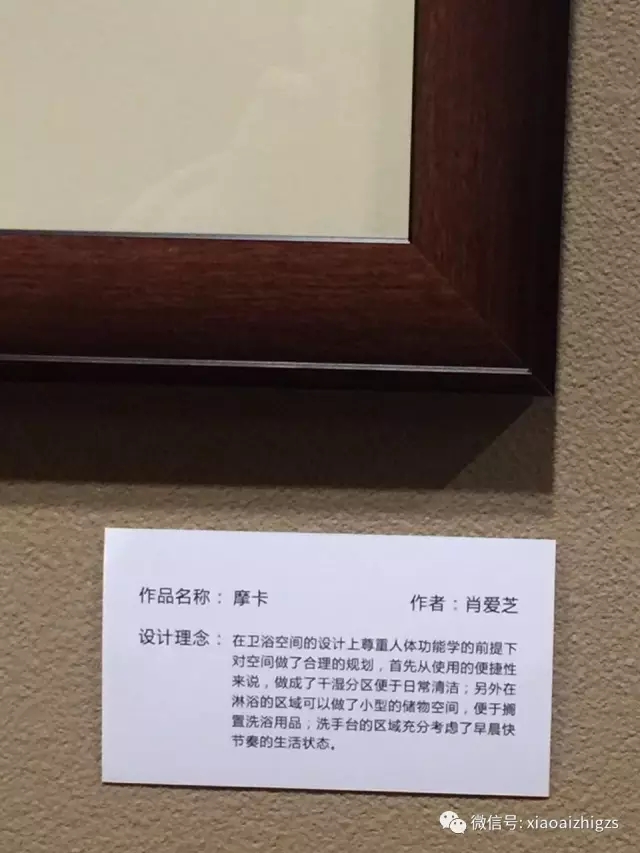 作品名称：摩卡
作者：肖爱芝
设计理念：在卫浴空间的设计上尊重人体功能学的前提下
对空间做了合理的规划，首先从使用的便捷性
来说，做成了干湿分区便于日常清洁；另外在
淋浴的区域可以做了小型的储物空间，便于搁
置洗浴用品；洗手台的区域充分考虑了早晨快
节奏的生活状态。
微信号: xiaoaizhigzs